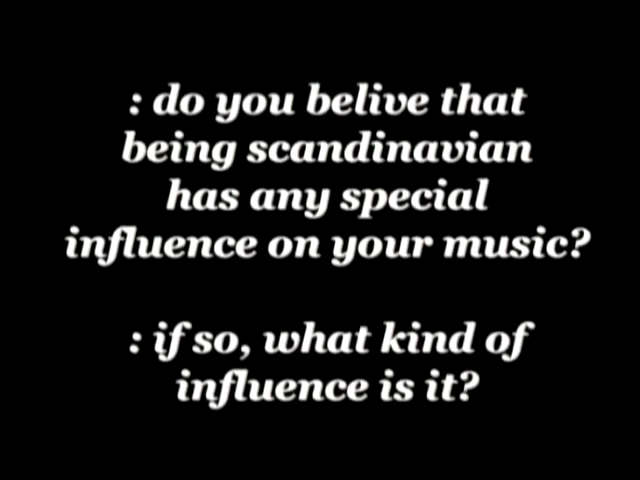 : do you belive that
being scandinavian
has any special
influence on your music?
: if so, what kind of
influence is it?